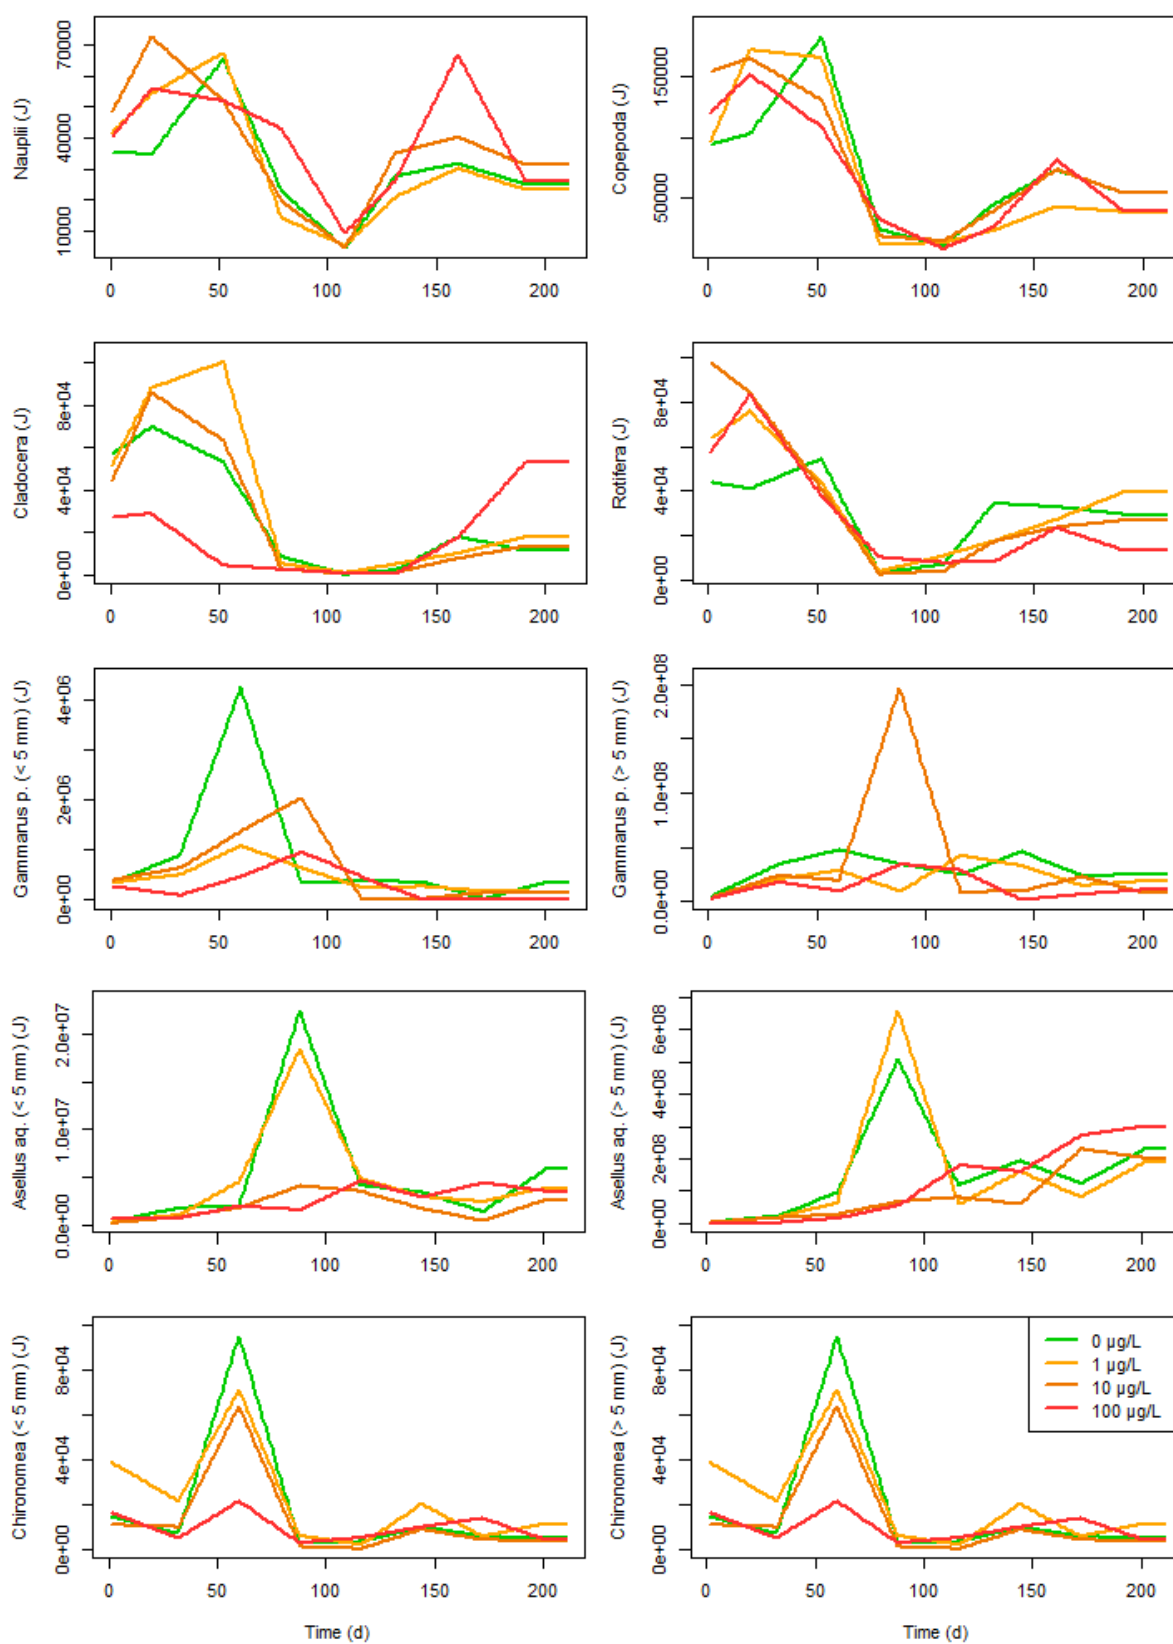 Nauplii (J)
10000 40000 70000
0 50 100 150 200
Copepoda (J)
50000 150000
0 50 100 150 200
Cladocera (J)
0e+00 4e+04 8e+04
0 50 100 150 200
Rotifera (J)
0e+00 4e+04 8e+04
0 50 100 150 200
Gammarus p. (< 5 mm) (J)
0e+00 2e+06 4e+06
0 50 100 150 200
Gammarus p. (> 5 mm) (J)
0.0e+00 1.0e+08 2.0e+08
0 50 100 150 200
Asellus aq. (< 5 mm) (J)
0.0e+00 1.0e+07 2.0e+07
0 50 100 150 200
Asellus aq. (> 5 mm) (J)
0e+00 2e+08 4e+08 6e+08
0 50 100 150 200
Chironomea (< 5 mm) (J)
0e+00 4e+04 8e+04
0 50 100 150 200
Time (d)
Chironomea (> 5 mm) (J)
0e+00 4e+04 8e+04
0 µg/L
1 µg/L
10 µg/L
100 µg/L
0 50 100 150 200
Time (d)